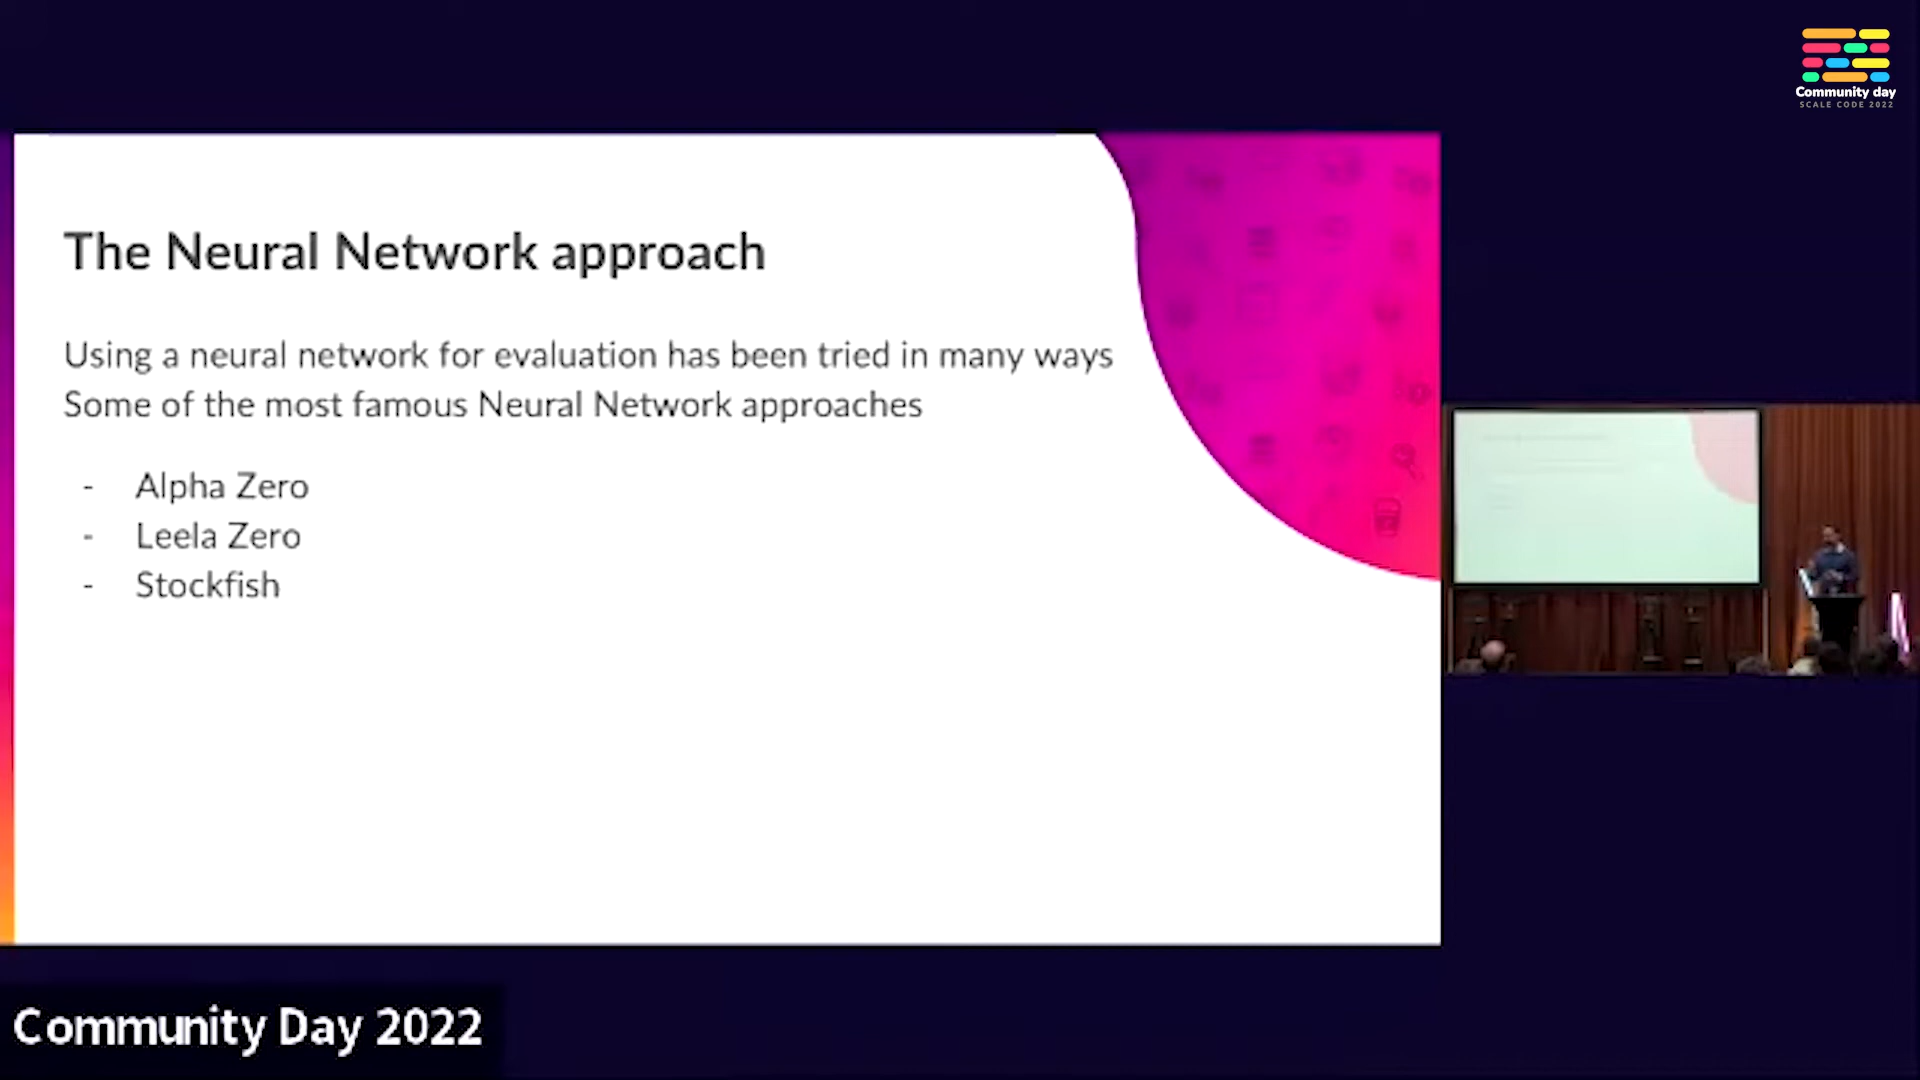 Community day
SCALE CODE 2022
The Neural Network approach
Using a neural network for evaluation has been tried in many ways
Some of the most famous Neural Network approaches
- Alpha Zero
- Leela Zero
- Stockfish
Community Day 2022